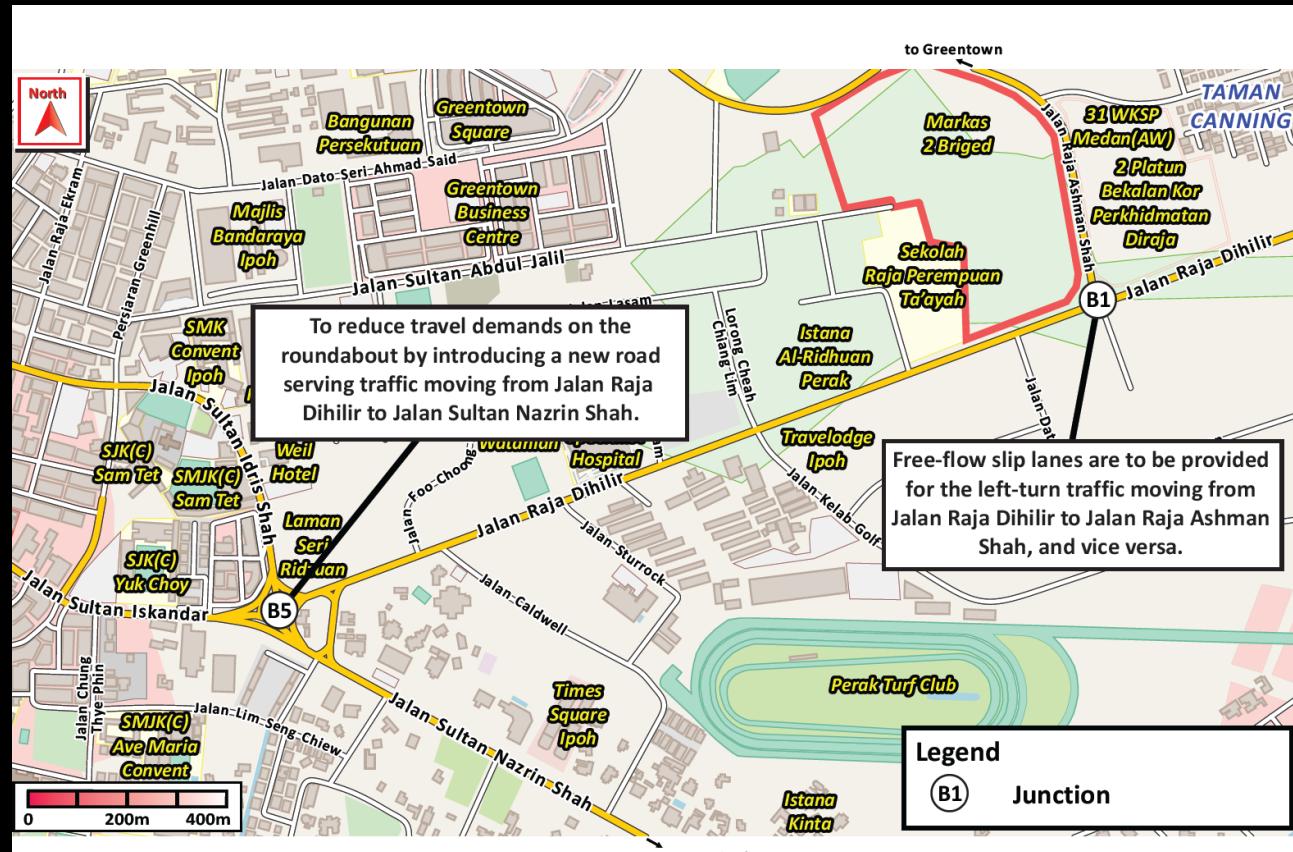 to Greentown
North
Greentown
Square
Bangunan
Persekutuan
Jalan Dato Seri Ahmad Said
Jalan Raja Ekram
Persiaran Greenhill
Majlis
Bandaraya
Ipoh
Greentown
Business
Centre
Jalan Sultan Abdul Jalil
Markas
2 Briged
31 WKSP
Medan(AW)
TAMAN
CANNING
2 Platun
Bekalan Kor
Perkhidmatan
Diraja
Jalan Raja Ashman Shah
Jalan Raja Dihilir
B1
Sekolah
Raja Perempuan
Ta'ayah
Lasam
Lorong Cheah
Chiang Lim
Istana
Al-Ridhuan
Perak
SMK
Convent
Ipoh
To reduce travel demands on the
roundabout by introducing a new road
serving traffic moving from Jalan Raja
Dihilir to Jalan Sultan Nazrin Shah.
Jalan Sultan Idris Shah
SJK(C)
Sam Tet
SMJK(C)
Sam Tet
Weil
Hotel
Hospital
Travelodge
Ipoh
Jalan Kelab Golf
Free-flow slip lanes are to be provided
for the left-turn traffic moving from
Jalan Raja Dihilir to Jalan Raja Ashman
Shah, and vice versa.
Jalan Foo Choong
Jalan Raja Dihilir
Laman
Seri
Ridzuan
Jalan Sturrock
Jalan Caldwell
SJK(C)
Yuk Choy
Jalan Sultan Iskandar
B5
Jalan Chung
Thye Phin
Jalan Lim Seng Chiew
SMJK(C)
Ave Maria
Convent
Jalan Sultan Nazrin Shah
Times
Square
Ipoh
Perak Turf Club
Istana
Kinta
Legend
B1
Junction
0 200m 400m